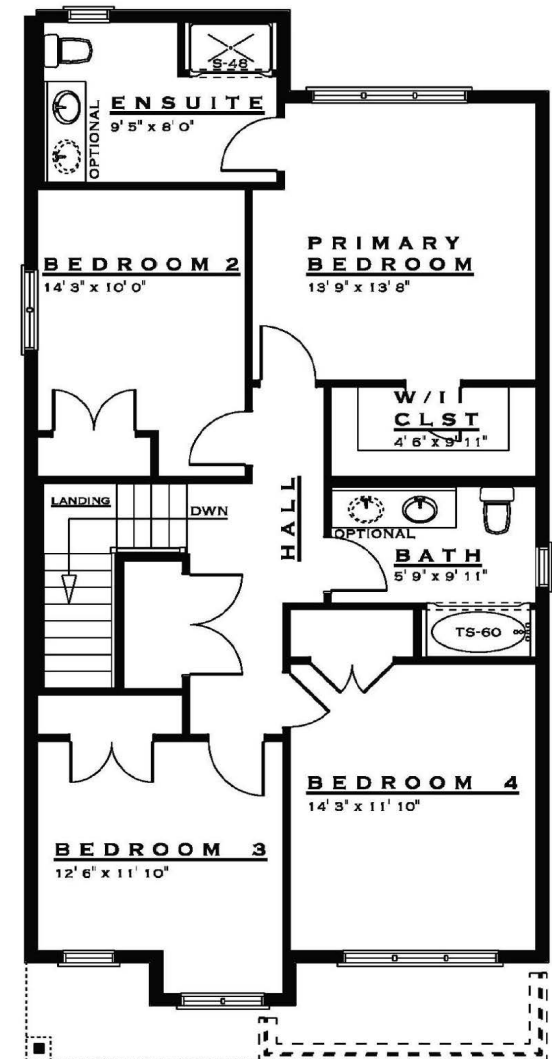 S-48
ENSUITE
9' 5" x 8' 0"
OPTIONAL
PRIMARY
BEDROOM
13' 9" x 13' 8"
BEDROOM 2
14' 3" x 10' 0"
W/I
CLST
4' 6" x 9' 11"
LANDING
DWN
HALL
OPTIONAL
BATH
5' 9" x 9' 11"
TS-60
BEDROOM 4
14' 3" x 11' 10"
BEDROOM 3
12' 6" x 11' 10"